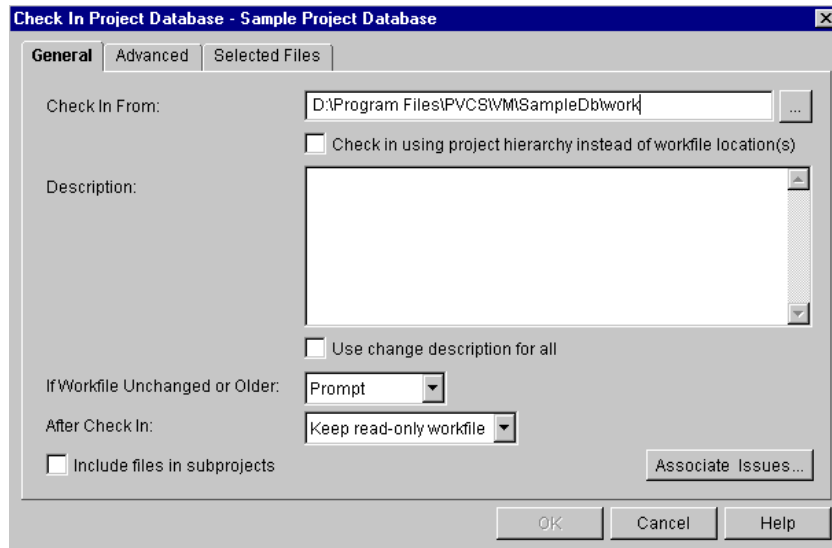 Check In Project Database - Sample Project Database
General Advanced Selected Files
Check In From: D:\Program Files\PVCS\VM\SampleDb\work ...
Check in using project hierarchy instead of workfile location(s)
Description:
Use change description for all
If Workfile Unchanged or Older: Prompt
After Check In: Keep read-only workfile
Include files in subprojects Associate Issues...
OK Cancel Help